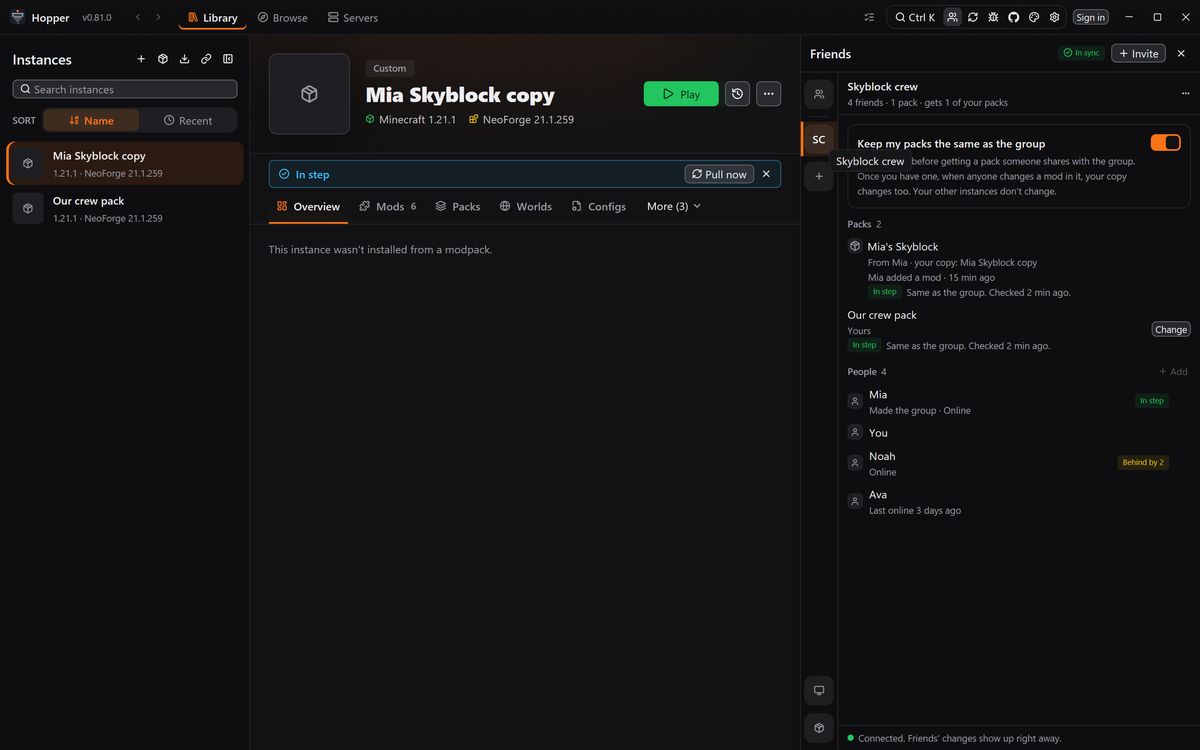 Hopper v0.81.0 Library Browse Servers Ctrl K Sign in
Instances
Search instances
SORT Name Recent
Mia Skyblock copy
1.21.1 · NeoForge 21.1.259
Our crew pack
1.21.1 · NeoForge 21.1.259
Custom
Mia Skyblock copy
Minecraft 1.21.1 NeoForge 21.1.259
Play
In step Pull now
Overview Mods 6 Packs Worlds Configs More (3)
This instance wasn't installed from a modpack.
Friends In sync + Invite
Skyblock crew
4 friends · 1 pack · gets 1 of your packs
SC
Keep my packs the same as the group
Skyblock crew
before getting a pack someone shares with the group.
Once you have one, when anyone changes a mod in it, your copy
changes too. Your other instances don't change.
Packs 2
Mia's Skyblock
From Mia · your copy: Mia Skyblock copy
Mia added a mod · 15 min ago
In step Same as the group. Checked 2 min ago.
Our crew pack
Yours
Change
In step Same as the group. Checked 2 min ago.
People 4 + Add
Mia
Made the group · Online
In step
You
Noah
Online
Behind by 2
Ava
Last online 3 days ago
Connected. Friends' changes show up right away.